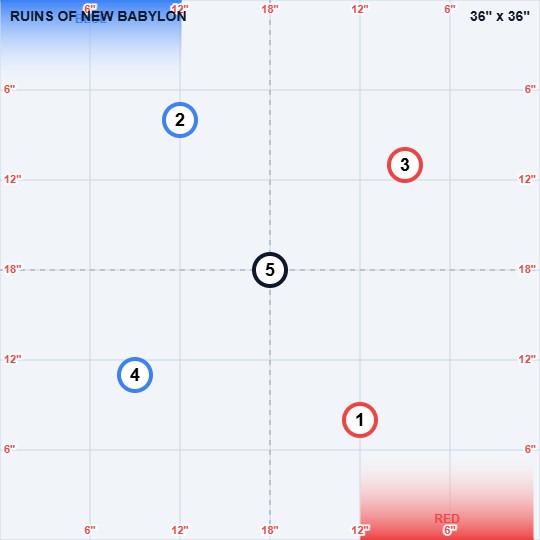 RUINS OF NEW BABYLON
36" x 36"
6" 12" 18" 12" 6"
BLUE
6" 6"
2
3
12" 12"
18" 5 18"
12" 12"
4
1
6" 6"
RED
6" 12" 18" 12" 6"